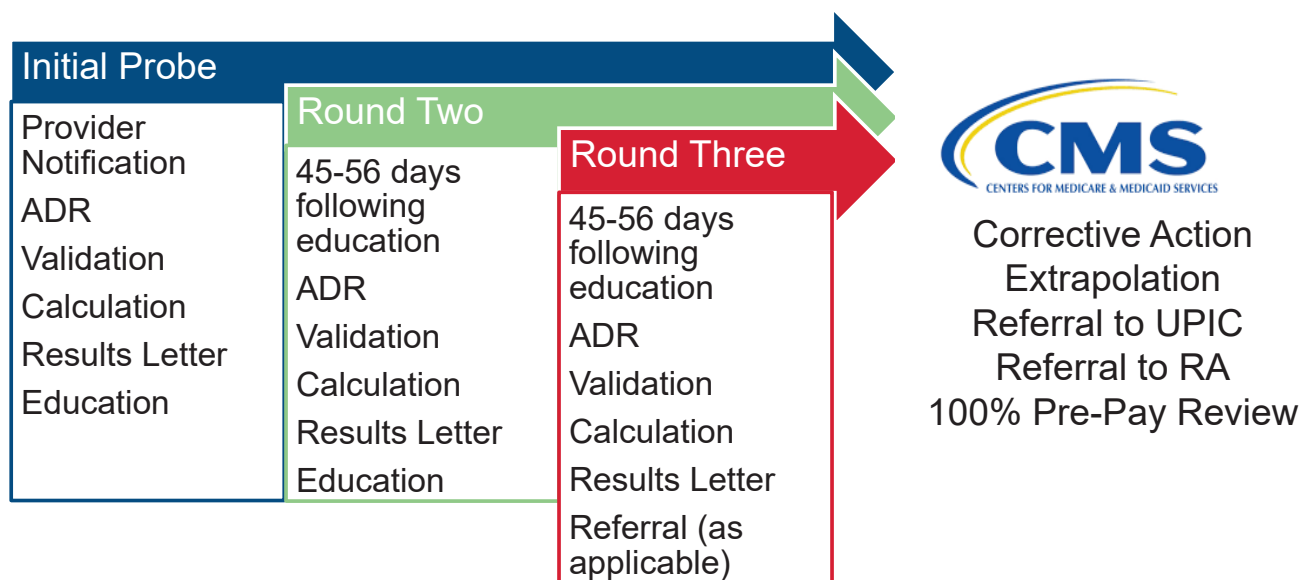 Initial Probe
Provider
Notification
ADR
Validation
Calculation
Results Letter
Education
Round Two
45-56 days
following
education
ADR
Validation
Calculation
Results Letter
Education
Round Three
45-56 days
following
education
ADR
Validation
Calculation
Results Letter
Referral (as
applicable)
CMS
CENTERS FOR MEDICARE & MEDICAID SERVICES
Corrective Action
Extrapolation
Referral to UPIC
Referral to RA
100% Pre-Pay Review